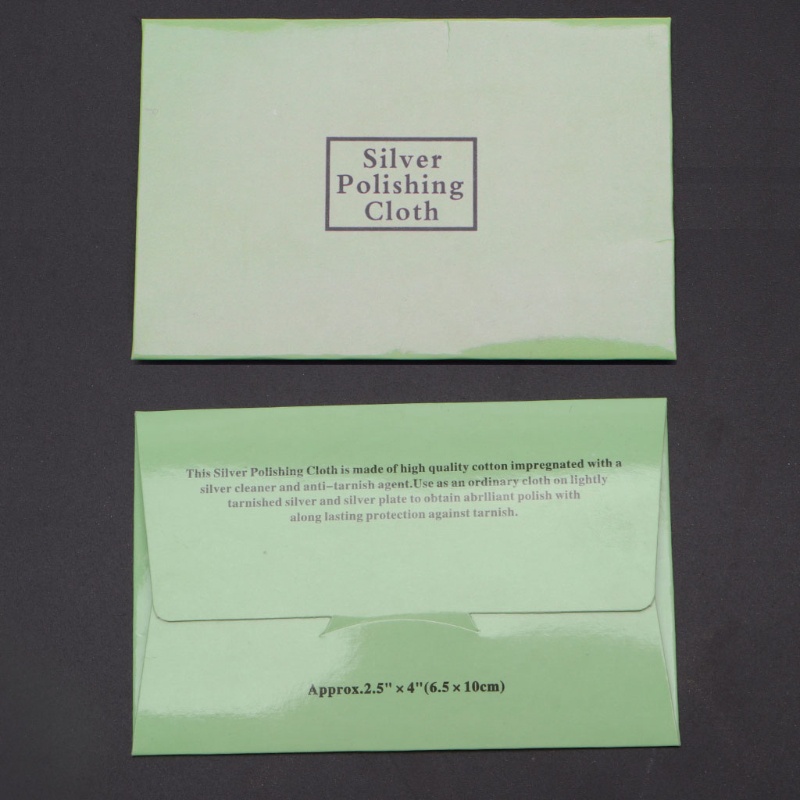 Silver
Polishing
Cloth
This Silver Polishing Cloth is made of high quality cotton impregnated with a
silver cleaner and anti-tarnish agent.Use as an ordinary cloth on lightly
tarnished silver and silver plate to obtain abrlliant polish with
along lasting protection against tarnish.
Approx.2.5" × 4"(6.5 × 10cm)